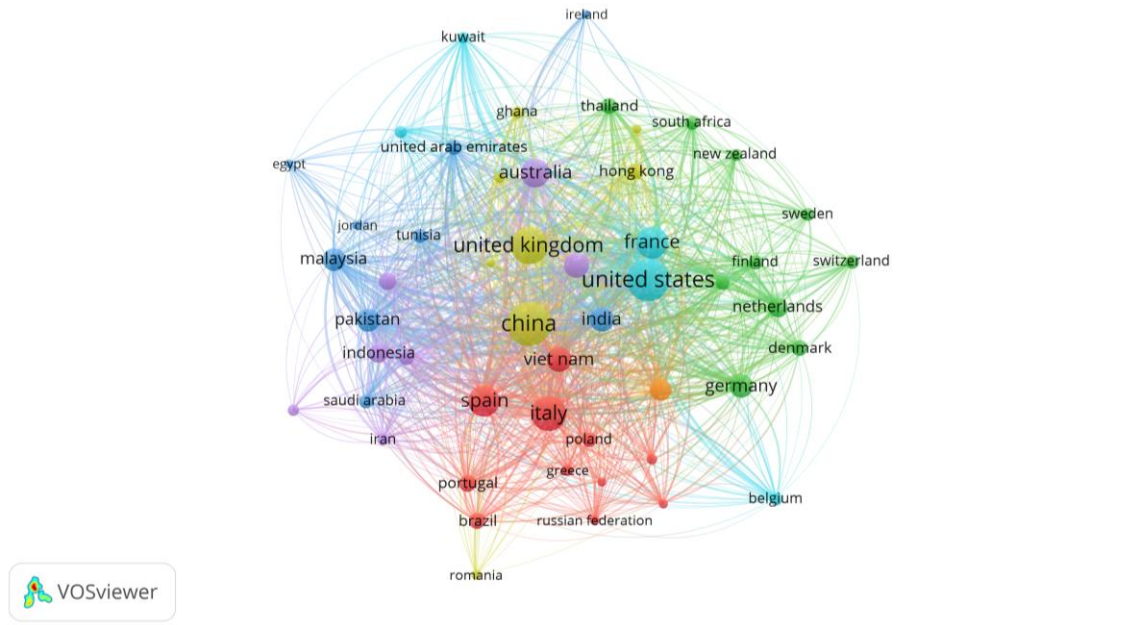 ireland
kuwait
thailand
ghana
south africa
united arab emirates
new zealand
egypt
australia
hong kong
sweden
jordan
tunisia
united kingdom
france
malaysia
finland
switzerland
united states
netherlands
pakistan
china
india
denmark
indonesia
viet nam
germany
saudi arabia
spain
italy
iran
poland
greece
portugal
belgium
brazil
russian federation
romania
VOSviewer